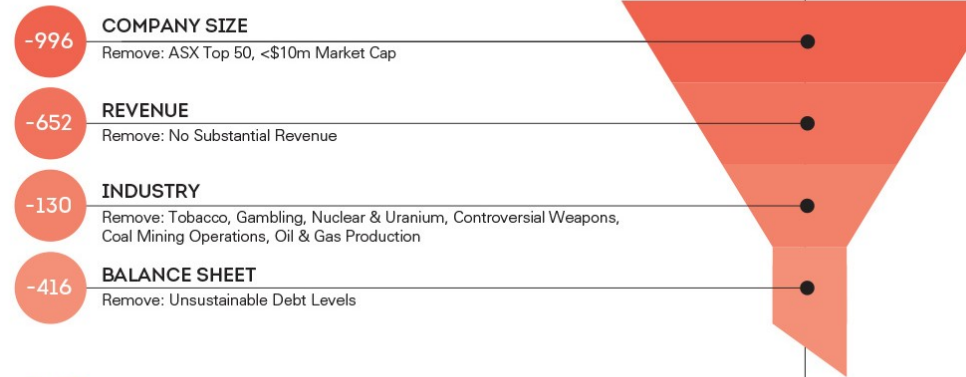 -996
COMPANY SIZE
Remove: ASX Top 50, <$10m Market Cap
-652
REVENUE
Remove: No Substantial Revenue
-130
INDUSTRY
Remove: Tobacco, Gambling, Nuclear & Uranium, Controversial Weapons,
Coal Mining Operations, Oil & Gas Production
-416
BALANCE SHEET
Remove: Unsustainable Debt Levels